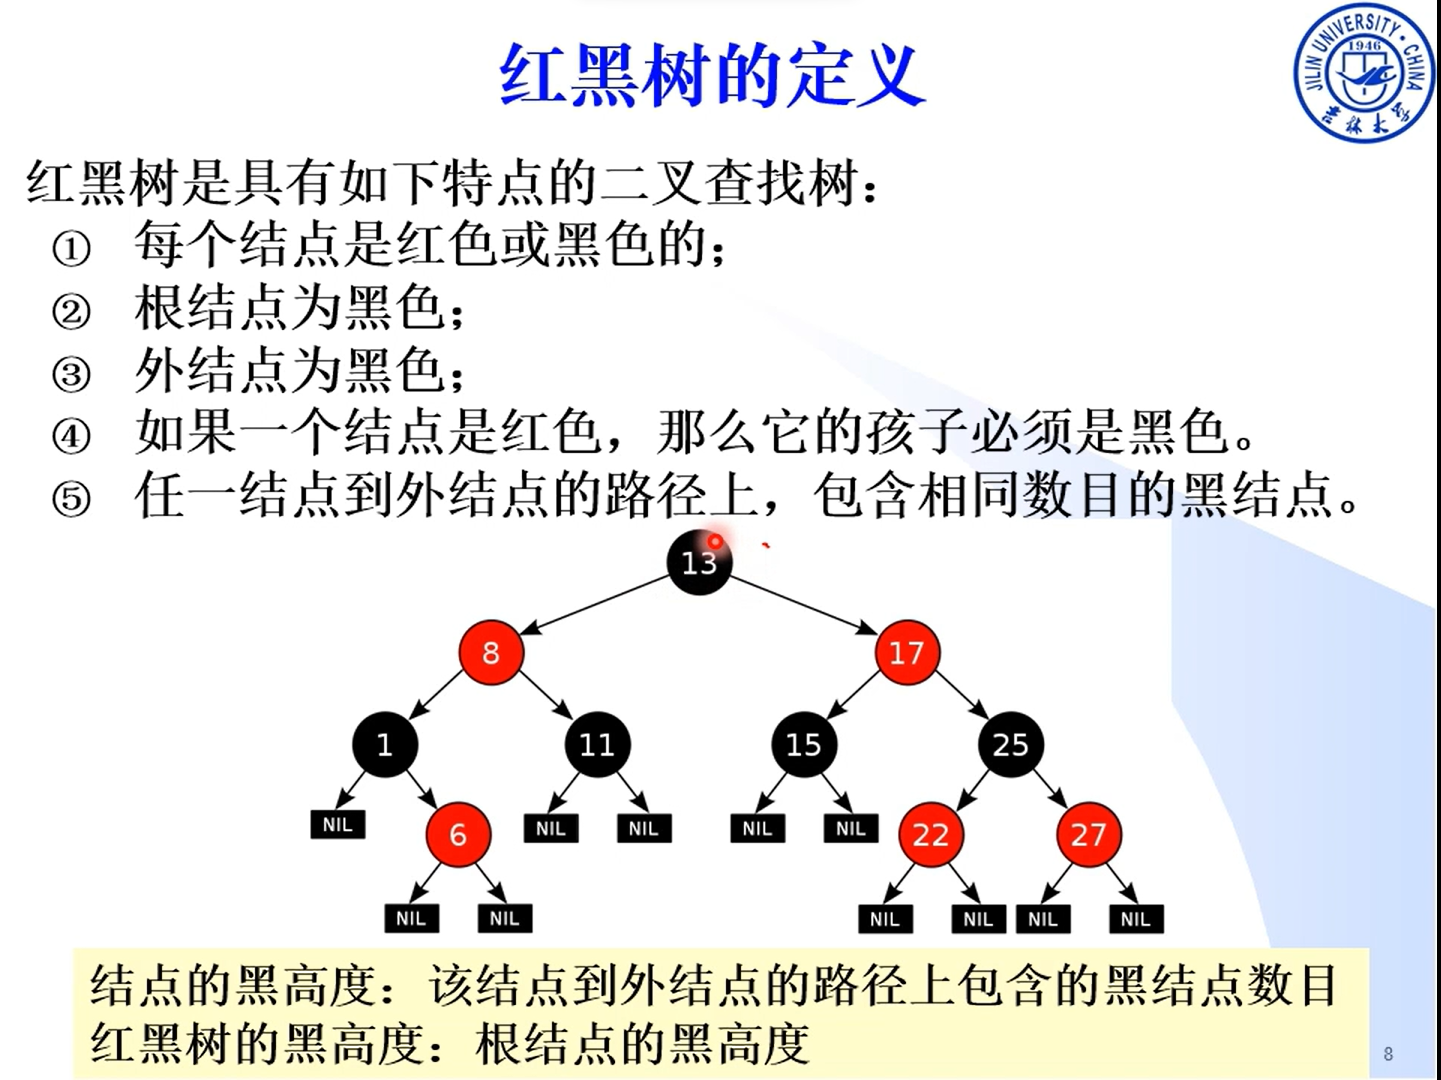 红黑树的定义
JILIN UNIVERSITY · CHINA
1946
吉林大学
红黑树是具有如下特点的二叉查找树：
① 每个结点是红色或黑色的；
② 根结点为黑色；
③ 外结点为黑色；
④ 如果一个结点是红色，那么它的孩子必须是黑色。
⑤ 任一结点到外结点的路径上，包含相同数目的黑结点。
13
8 17
1 11 15 25
NIL 6 NIL NIL NIL NIL 22 27
NIL NIL NIL NIL NIL NIL
结点的黑高度：该结点到外结点的路径上包含的黑结点数目
红黑树的黑高度：根结点的黑高度
8